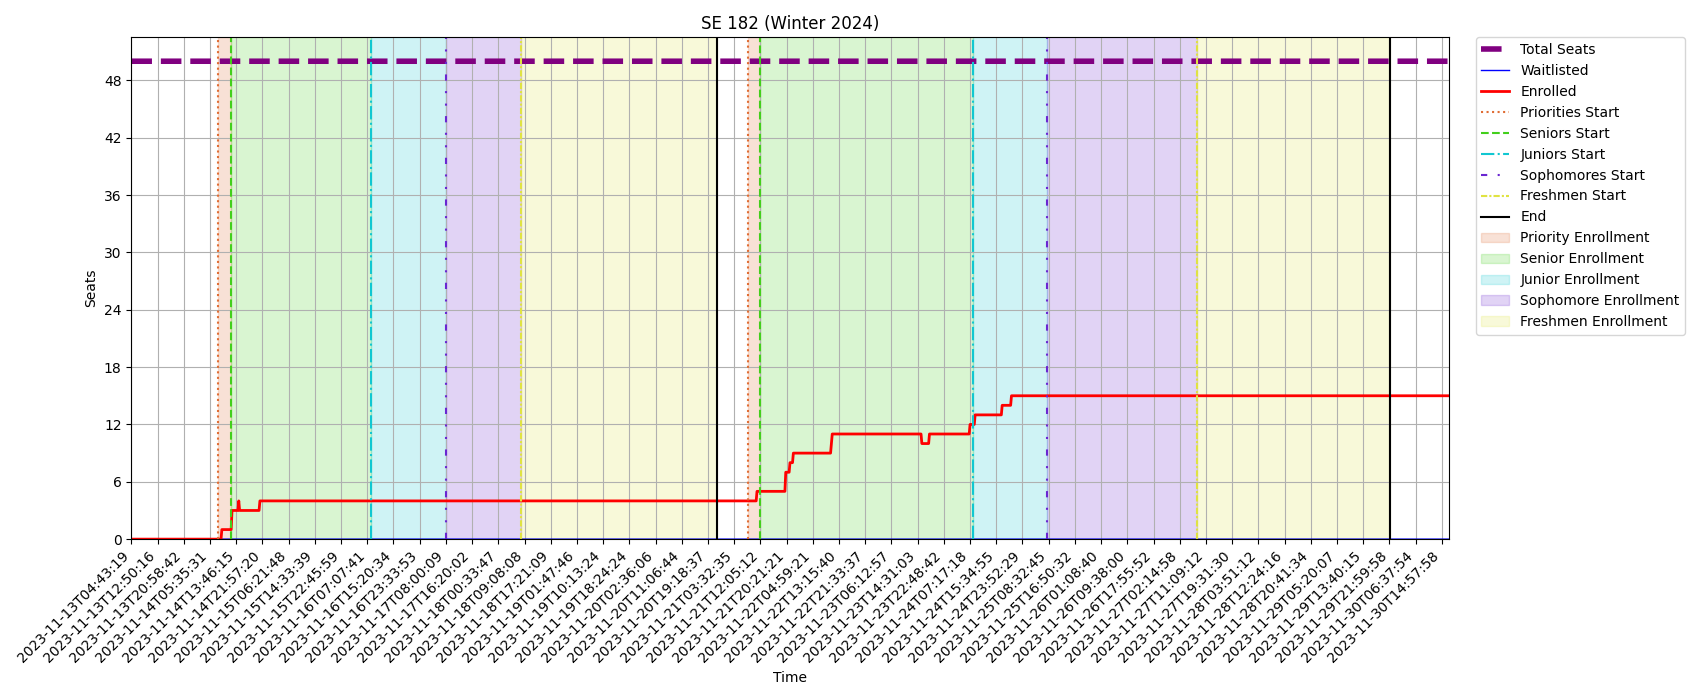 SE 182 (Winter 2024)
Seats
48
42
36
30
24
18
12
6
0
2023-11-13T04:43:19
2023-11-13T12:50:16
2023-11-13T20:58:42
2023-11-14T05:35:31
2023-11-14T13:46:15
2023-11-14T21:57:20
2023-11-15T06:21:48
2023-11-15T14:33:39
2023-11-15T22:45:59
2023-11-16T07:07:41
2023-11-16T15:20:34
2023-11-16T23:33:53
2023-11-17T08:00:09
2023-11-17T16:20:02
2023-11-18T00:33:47
2023-11-18T09:08:08
2023-11-18T17:21:09
2023-11-19T01:47:46
2023-11-19T10:13:24
2023-11-19T18:24:24
2023-11-20T02:36:06
2023-11-20T11:06:44
2023-11-20T19:18:37
2023-11-21T03:32:35
2023-11-21T12:05:12
2023-11-21T20:21:21
2023-11-22T04:59:21
2023-11-22T13:15:40
2023-11-22T21:33:37
2023-11-23T06:12:57
2023-11-23T14:31:03
2023-11-23T22:48:42
2023-11-24T07:17:18
2023-11-24T15:34:55
2023-11-24T23:52:29
2023-11-25T08:32:45
2023-11-25T16:50:32
2023-11-26T01:08:40
2023-11-26T09:38:00
2023-11-26T17:55:52
2023-11-27T02:14:58
2023-11-27T11:09:12
2023-11-27T19:31:30
2023-11-28T03:51:12
2023-11-28T12:24:16
2023-11-28T20:41:34
2023-11-29T05:20:07
2023-11-29T13:40:15
2023-11-29T21:59:58
2023-11-30T06:37:54
2023-11-30T14:57:58
Time
Total Seats
Waitlisted
Enrolled
Priorities Start
Seniors Start
Juniors Start
Sophomores Start
Freshmen Start
End
Priority Enrollment
Senior Enrollment
Junior Enrollment
Sophomore Enrollment
Freshmen Enrollment